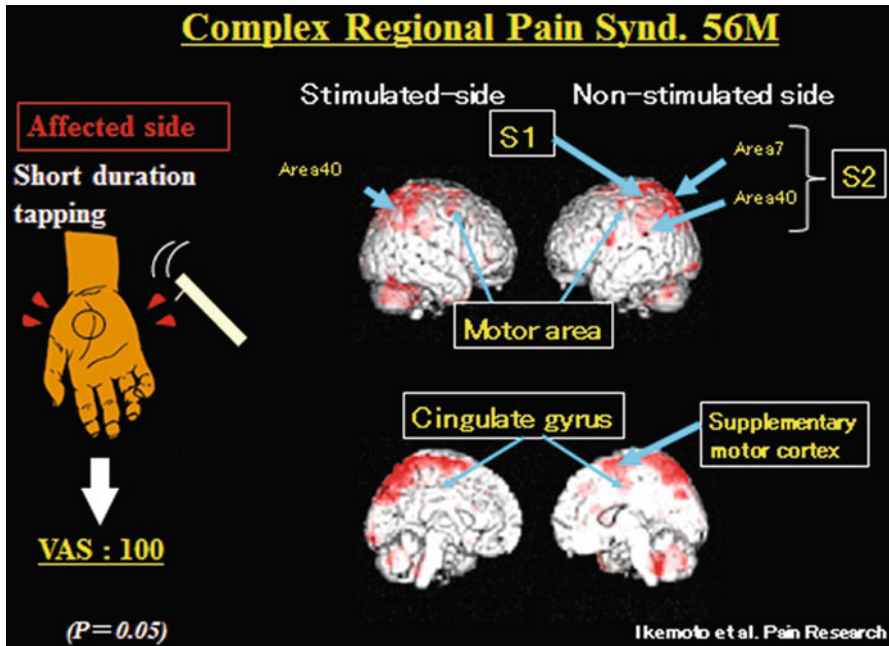 Complex Regional Pain Synd. 56M
Stimulated-side
Non-stimulated side
Affected side
Short duration
tapping
S1
Area40
Area7
Area40
S2
Motor area
Cingulate gyrus
Supplementary
motor cortex
VAS : 100
(P=0.05)
Ikemoto et al. Pain Research